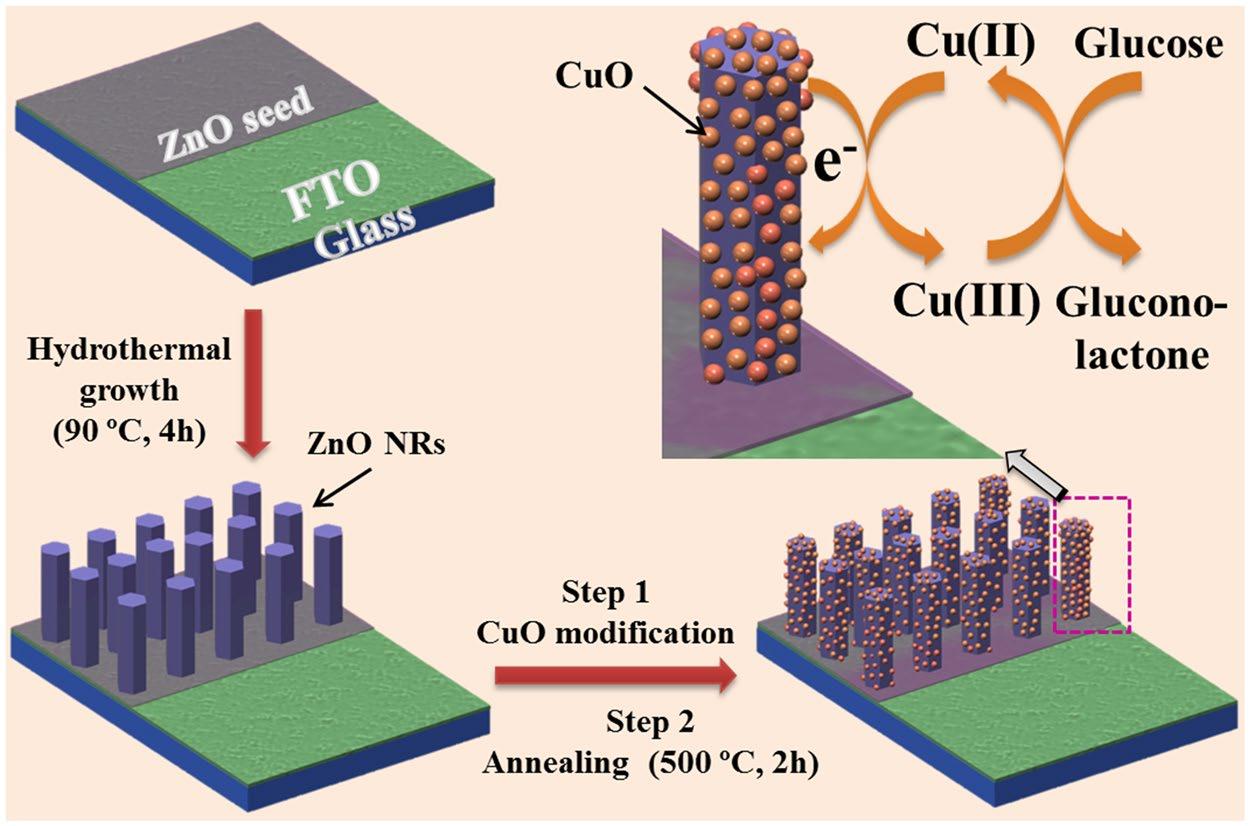 ZnO seed
FTO
Glass
Hydrothermal
growth
(90 ºC, 4h)
ZnO NRs
Step 1
CuO modification
Step 2
Annealing (500 ºC, 2h)
CuO
e-
Cu(II)
Glucose
Cu(III)
Glucono-
lactone